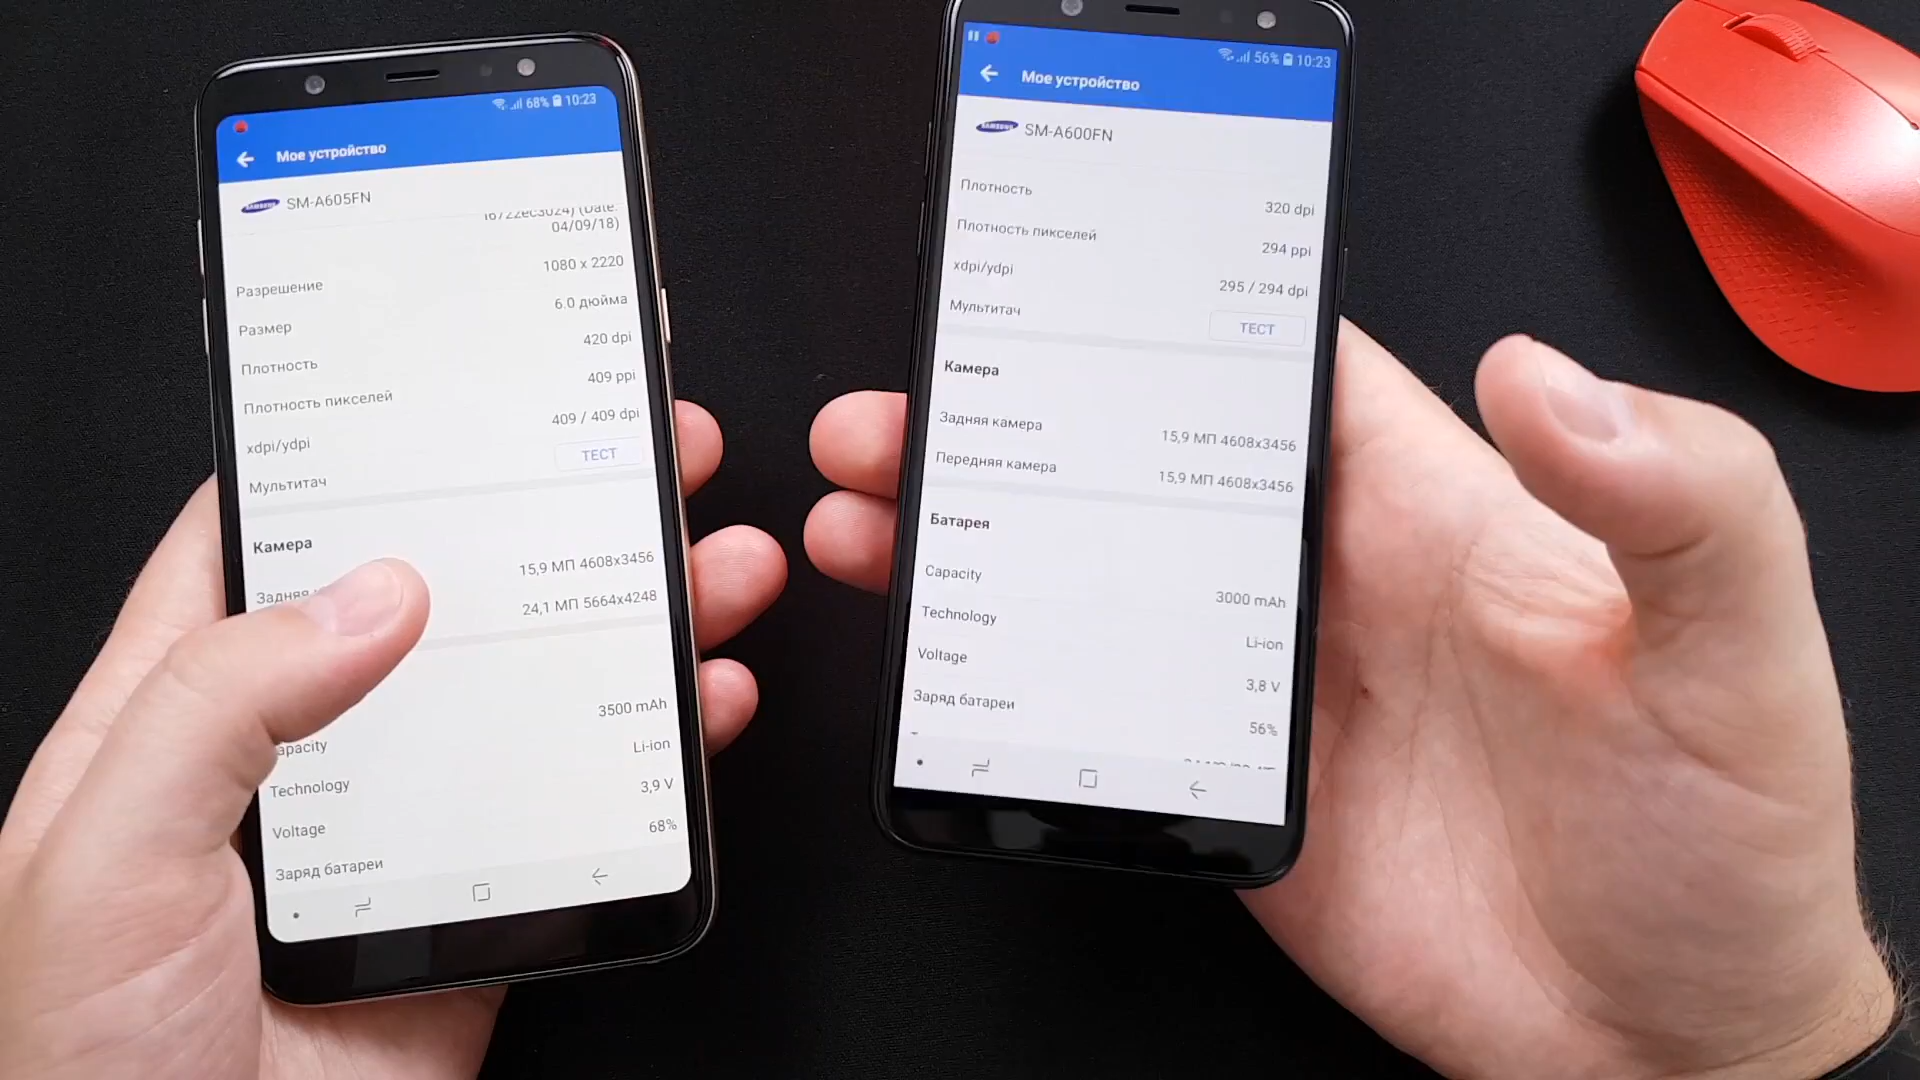 68% 10:23
Мое устройство
SAMSUNG SM-A605FN
04/09/18)
Разрешение 1080 x 2220
Размер 6.0 дюйма
Плотность 420 dpi
Плотность пикселей 409 ppi
xdpi/ydpi 409 / 409 dpi
Мультитач ТЕСТ
Камера
Задняя 15,9 МП 4608x3456
24,1 МП 5664x4248
apacity 3500 mAh
Technology Li-ion
Voltage 3,9 V
Заряд батареи 68%
56% 10:23
Мое устройство
SAMSUNG SM-A600FN
Плотность 320 dpi
Плотность пикселей 294 ppi
xdpi/ydpi 295 / 294 dpi
Мультитач ТЕСТ
Камера
Задняя камера 15,9 МП 4608x3456
Передняя камера 15,9 МП 4608x3456
Батарея
Capacity 3000 mAh
Technology Li-ion
Voltage 3,8 V
Заряд батареи 56%